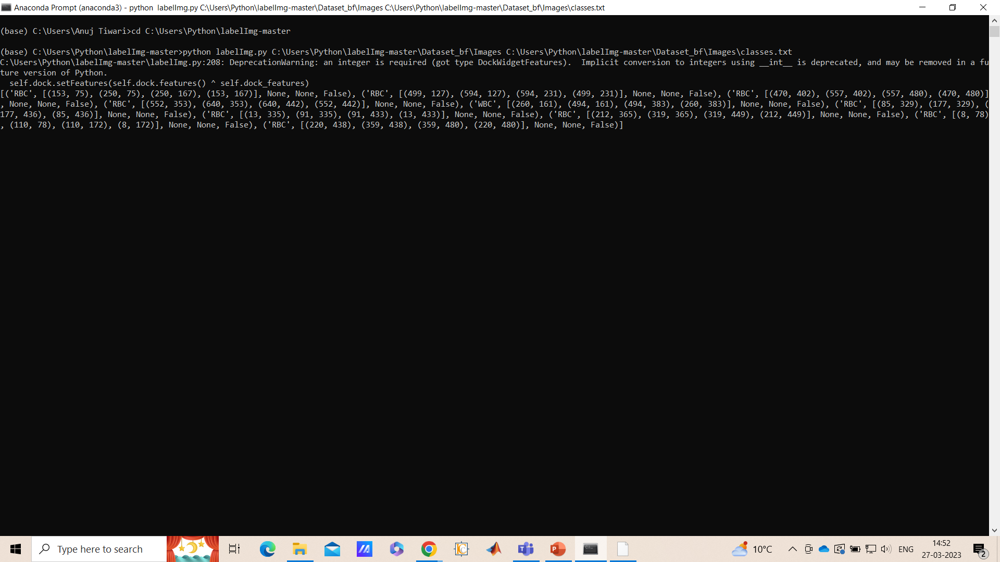 Anaconda Prompt (anaconda3) - python  labelImg.py C:\Users\Python\labelImg-master\Dataset_bf\Images C:\Users\Python\labelImg-master\Dataset_bf\Images\classes.txt
(base) C:\Users\Anuj Tiwari>cd C:\Users\Python\labelImg-master
(base) C:\Users\Python\labelImg-master>python labelImg.py C:\Users\Python\labelImg-master\Dataset_bf\Images C:\Users\Python\labelImg-master\Dataset_bf\Images\classes.txt
C:\Users\Python\labelImg-master\labelImg.py:208: DeprecationWarning: an integer is required (got type DockWidgetFeatures).  Implicit conversion to integers using __int__ is deprecated, and may be removed in a fu
ture version of Python.
  self.dock.setFeatures(self.dock.features() ^ self.dock_features)
[('RBC', [(153, 75), (250, 75), (250, 167), (153, 167)], None, None, False), ('RBC', [(499, 127), (594, 127), (594, 231), (499, 231)], None, None, False), ('RBC', [(470, 402), (557, 402), (557, 480), (470, 480)]
, None, None, False), ('RBC', [(552, 353), (640, 353), (640, 442), (552, 442)], None, None, False), ('WBC', [(260, 161), (494, 161), (494, 383), (260, 383)], None, None, False), ('RBC', [(85, 329), (177, 329), (
177, 436), (85, 436)], None, None, False), ('RBC', [(13, 335), (91, 335), (91, 433), (13, 433)], None, None, False), ('RBC', [(212, 365), (319, 365), (319, 449), (212, 449)], None, None, False), ('RBC', [(8, 78)
, (110, 78), (110, 172), (8, 172)], None, None, False), ('RBC', [(220, 438), (359, 438), (359, 480), (220, 480)], None, None, False)]
Type here to search
10°C
ENG
14:52
27-03-2023
2